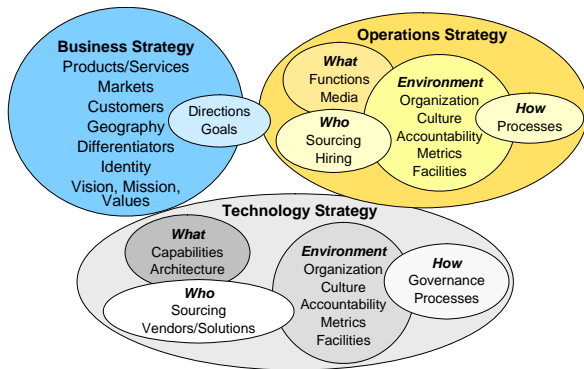 Business Strategy
Products/Services
Markets
Customers
Geography
Differentiators
Identity
Vision, Mission,
Values
Directions
Goals
Operations Strategy
What
Functions
Media
Who
Sourcing
Hiring
Environment
Organization
Culture
Accountability
Metrics
Facilities
How
Processes
Technology Strategy
What
Capabilities
Architecture
Who
Sourcing
Vendors/Solutions
Environment
Organization
Culture
Accountability
Metrics
Facilities
How
Governance
Processes